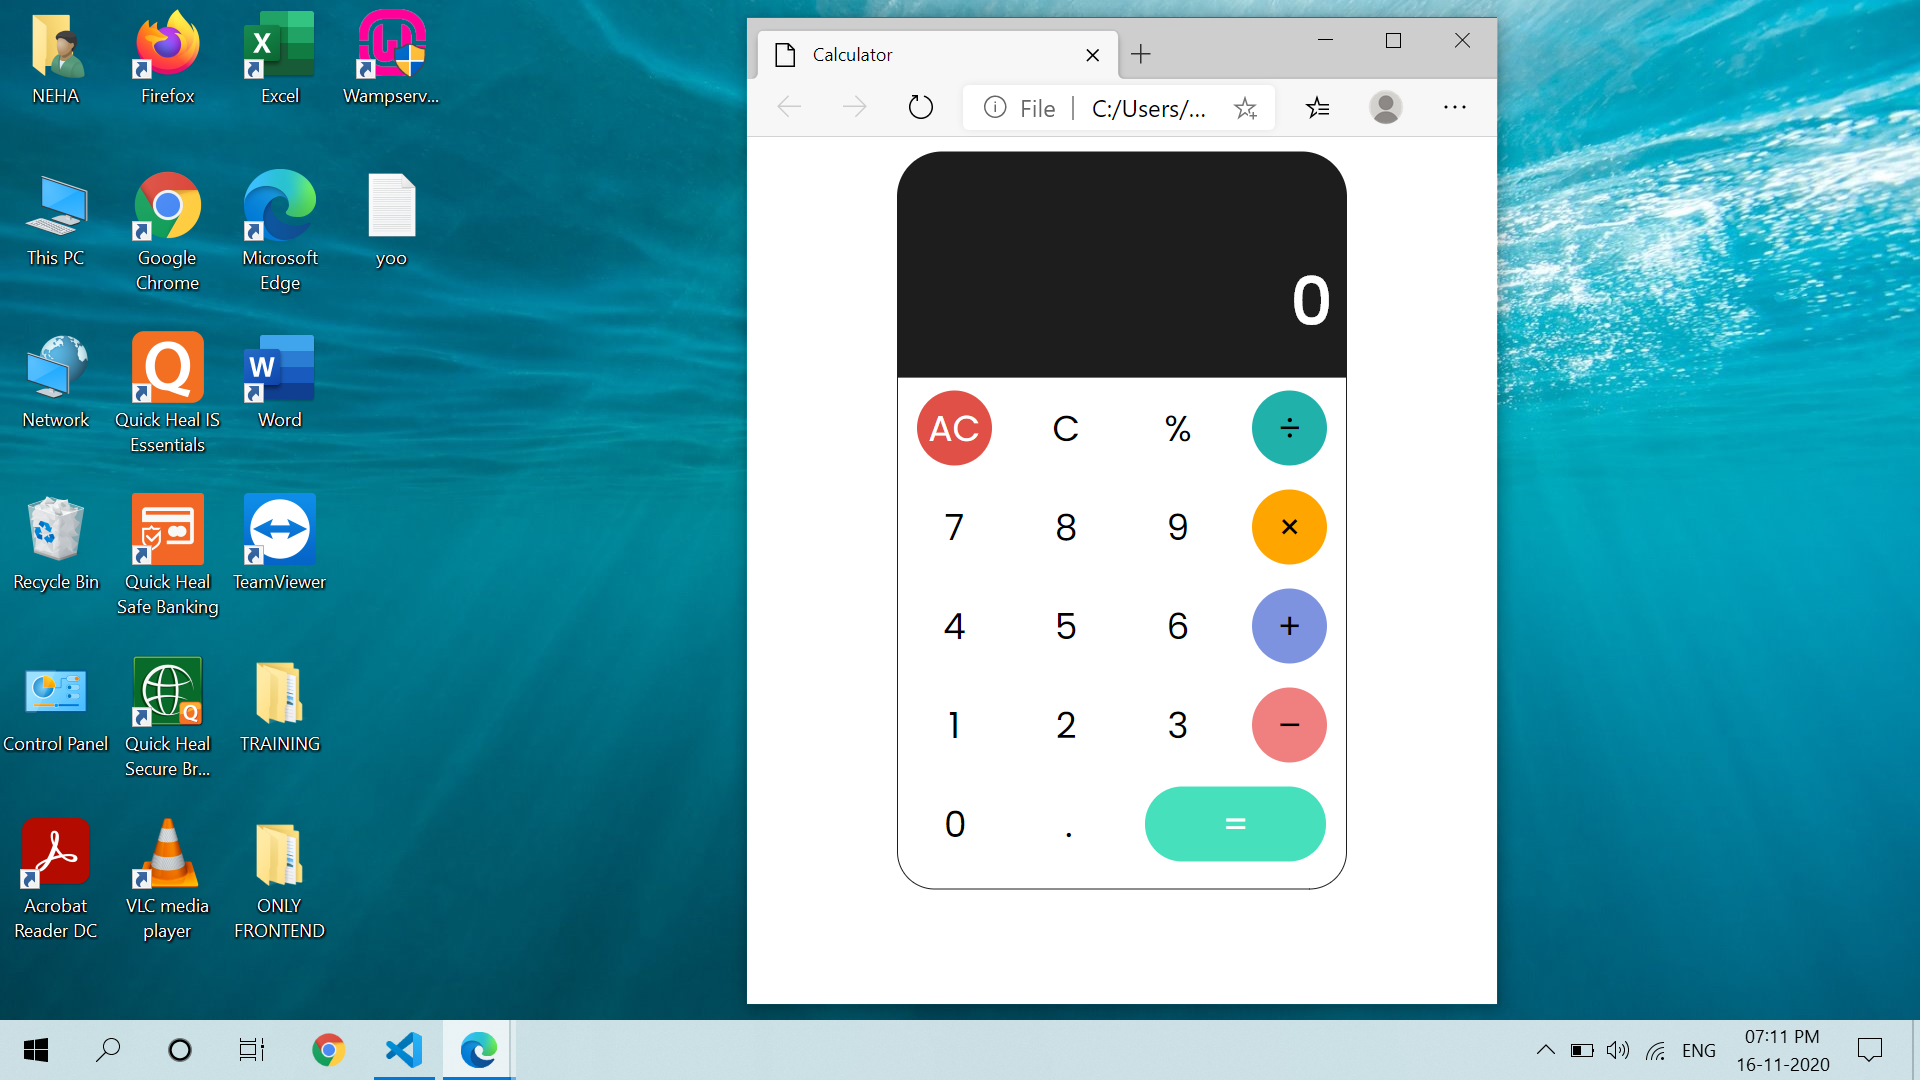 NEHA
Firefox
Excel
Wampserv...
This PC
Google
Chrome
Microsoft
Edge
yoo
Network
Quick Heal IS
Essentials
Word
Recycle Bin
Quick Heal
Safe Banking
TeamViewer
Control Panel
Quick Heal
Secure Br...
TRAINING
Acrobat
Reader DC
VLC media
player
ONLY
FRONTEND
Calculator
File | C:/Users/...
0
AC C % ÷
7 8 9 ×
4 5 6 +
1 2 3 −
0 . =
ENG
07:11 PM
16-11-2020